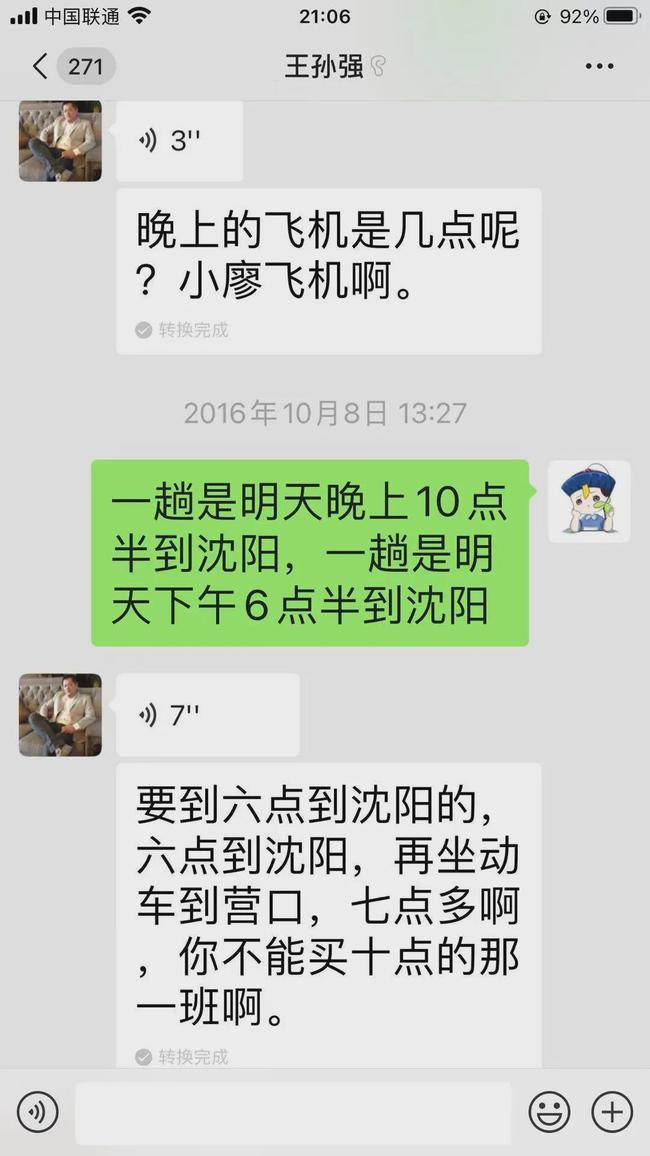 中国联通
21:06
92%
271
王孙强
3''
晚上的飞机是几点呢
？小廖飞机啊。
转换完成
2016年10月8日 13:27
一趟是明天晚上10点
半到沈阳，一趟是明
天下午6点半到沈阳
7''
要到六点到沈阳的，
六点到沈阳，再坐动
车到营口，七点多啊
，你不能买十点的那
一班啊。
转换完成